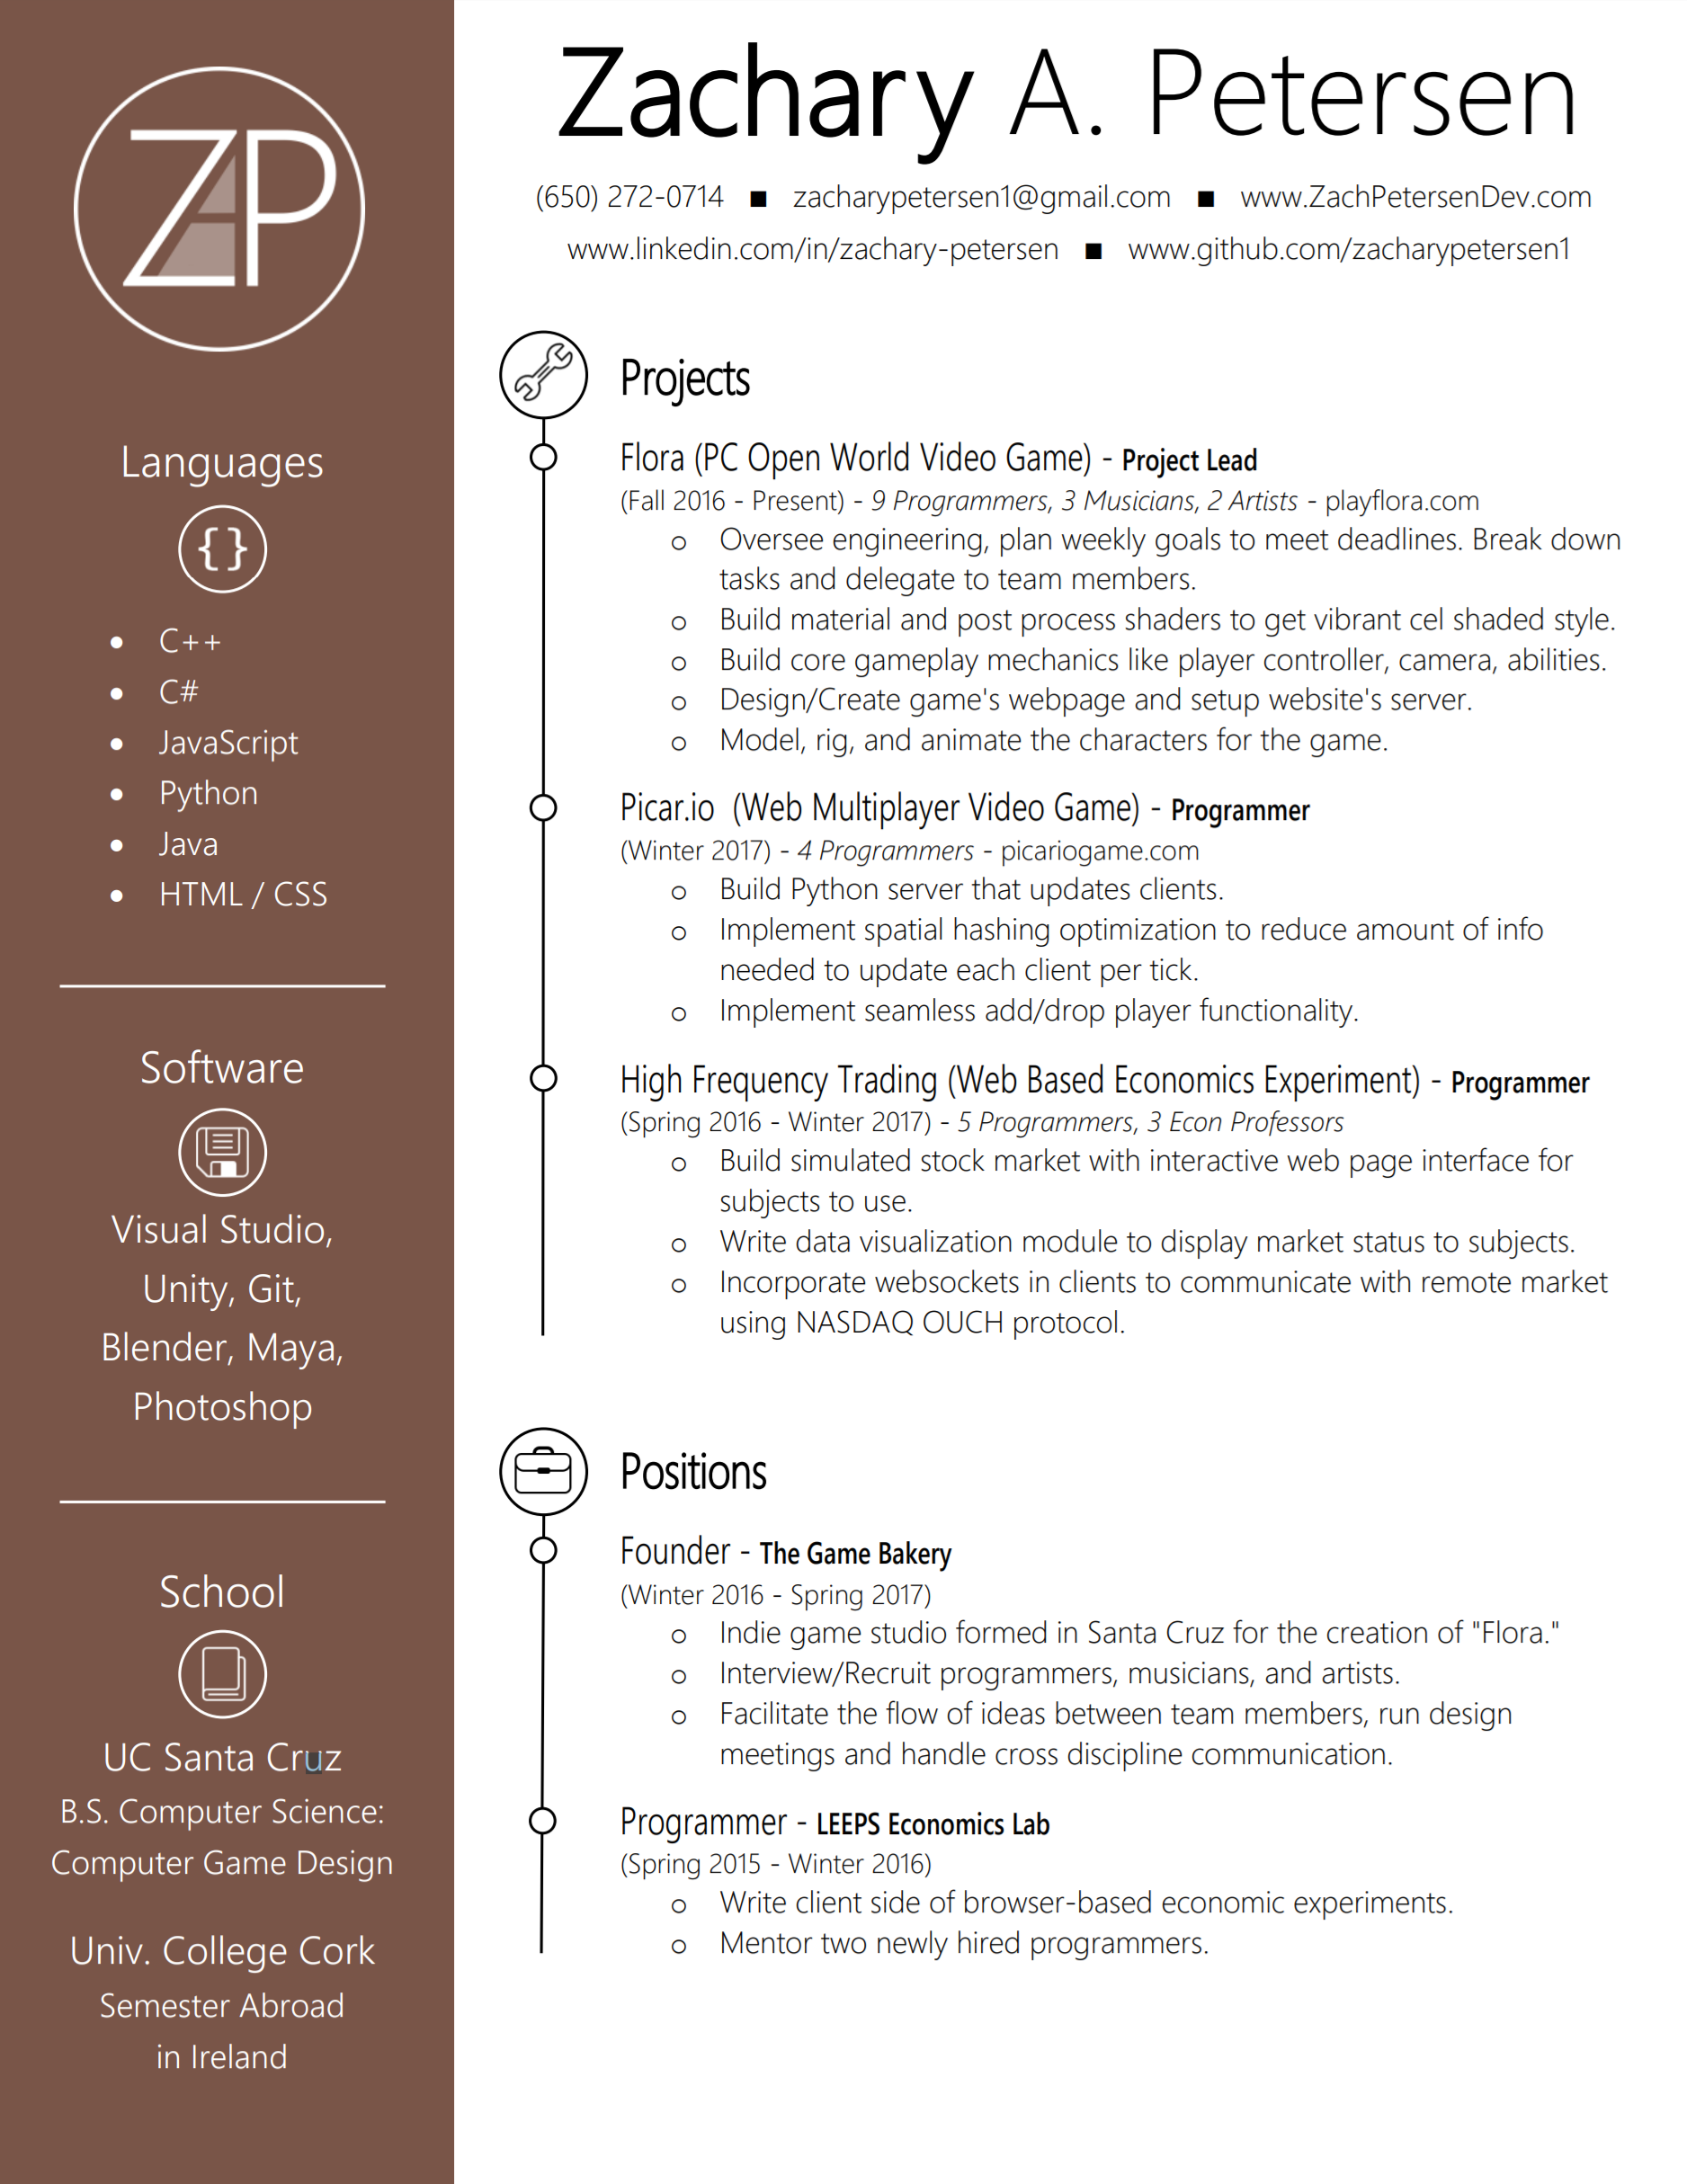 ZP
Languages
{}
• C++
• C#
• JavaScript
• Python
• Java
• HTML / CSS
Software
Visual Studio,
Unity, Git,
Blender, Maya,
Photoshop
School
UC Santa Cruz
B.S. Computer Science:
Computer Game Design
Univ. College Cork
Semester Abroad
in Ireland
Zachary A. Petersen
(650) 272-0714 ■ zacharypetersen1@gmail.com ■ www.ZachPetersenDev.com
www.linkedin.com/in/zachary-petersen ■ www.github.com/zacharypetersen1
Projects
Flora (PC Open World Video Game) - Project Lead
(Fall 2016 - Present) - 9 Programmers, 3 Musicians, 2 Artists - playflora.com
o Oversee engineering, plan weekly goals to meet deadlines. Break down
tasks and delegate to team members.
o Build material and post process shaders to get vibrant cel shaded style.
o Build core gameplay mechanics like player controller, camera, abilities.
o Design/Create game's webpage and setup website's server.
o Model, rig, and animate the characters for the game.
Picar.io (Web Multiplayer Video Game) - Programmer
(Winter 2017) - 4 Programmers - picariogame.com
o Build Python server that updates clients.
o Implement spatial hashing optimization to reduce amount of info
needed to update each client per tick.
o Implement seamless add/drop player functionality.
High Frequency Trading (Web Based Economics Experiment) - Programmer
(Spring 2016 - Winter 2017) - 5 Programmers, 3 Econ Professors
o Build simulated stock market with interactive web page interface for
subjects to use.
o Write data visualization module to display market status to subjects.
o Incorporate websockets in clients to communicate with remote market
using NASDAQ OUCH protocol.
Positions
Founder - The Game Bakery
(Winter 2016 - Spring 2017)
o Indie game studio formed in Santa Cruz for the creation of "Flora."
o Interview/Recruit programmers, musicians, and artists.
o Facilitate the flow of ideas between team members, run design
meetings and handle cross discipline communication.
Programmer - LEEPS Economics Lab
(Spring 2015 - Winter 2016)
o Write client side of browser-based economic experiments.
o Mentor two newly hired programmers.